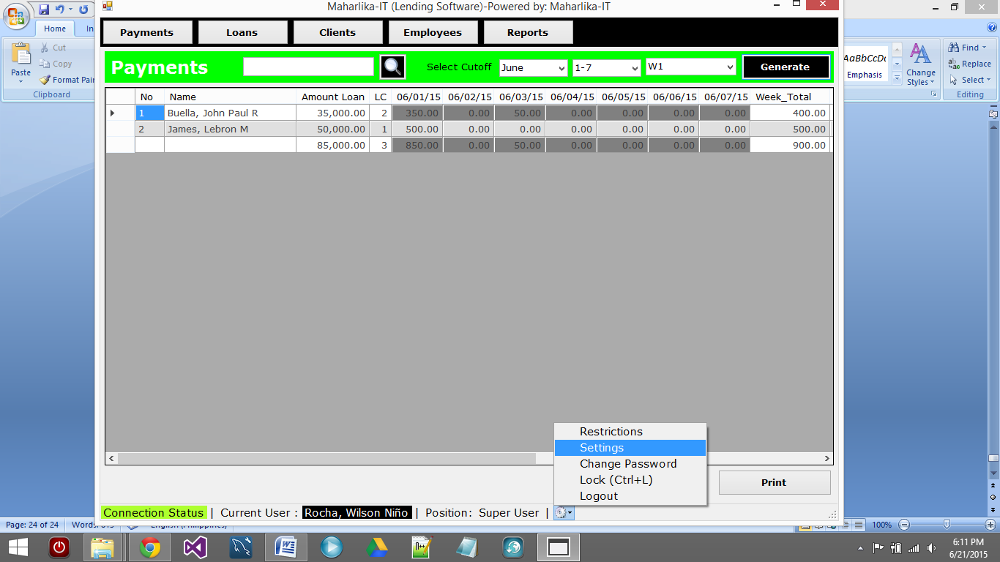 Maharlika-IT (Lending Software)-Powered by: Maharlika-IT
Home In
Payments Loans Clients Employees Reports
Cut
Copy
Paste
Format Pain
Clipboard
AaBbCcDc
Emphasis
Change Styles
Find
Replace
Select
Editing
Payments Select Cutoff June 1-7 W1 Generate
No Name Amount Loan LC 06/01/15 06/02/15 06/03/15 06/04/15 06/05/15 06/06/15 06/07/15 Week_Total
1 Buella, John Paul R 35,000.00 2 350.00 0.00 50.00 0.00 0.00 0.00 0.00 400.00
2 James, Lebron M 50,000.00 1 500.00 0.00 0.00 0.00 0.00 0.00 0.00 500.00
85,000.00 3 850.00 0.00 50.00 0.00 0.00 0.00 0.00 900.00
Restrictions
Settings
Change Password
Lock (Ctrl+L)
Logout
Print
Connection Status | Current User : Rocha, Wilson Niño | Position: Super User |
Page: 24 of 24 100%
6:11 PM
6/21/2015